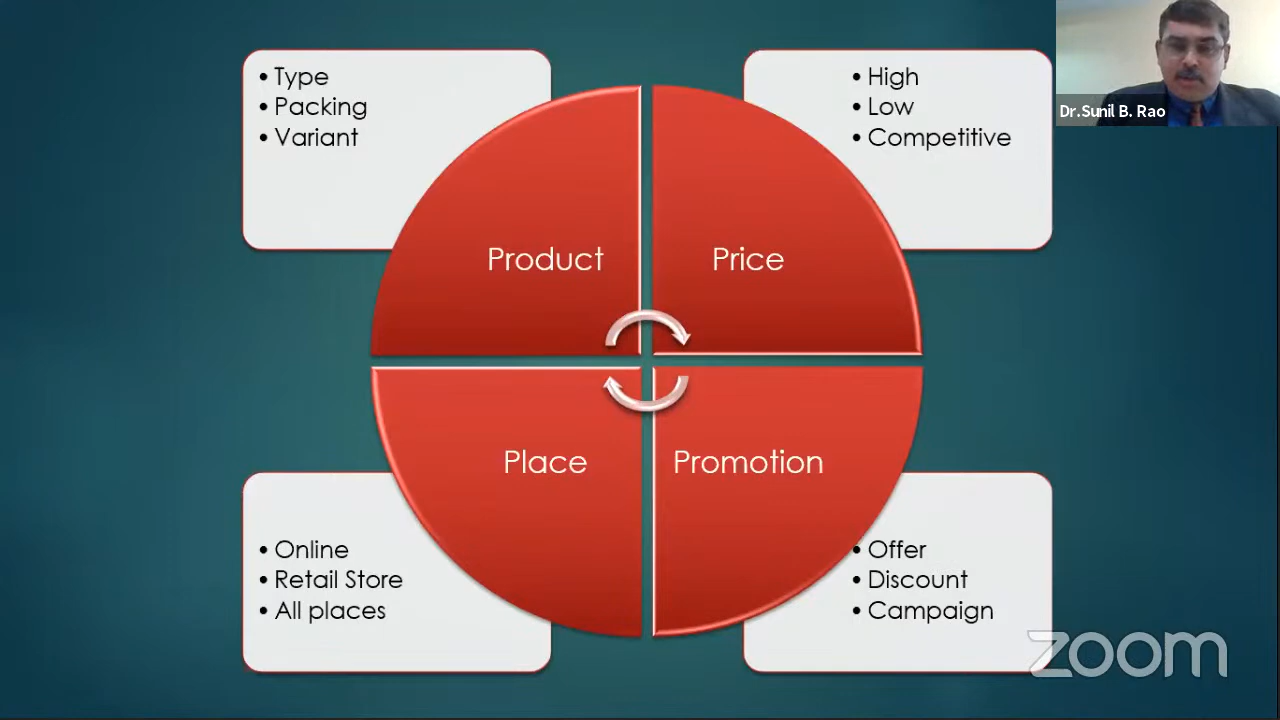 • Type
• Packing
• Variant
• High
• Low
• Competitive
Dr.Sunil B. Rao
Product
Price
Place
Promotion
• Online
• Retail Store
• All places
• Offer
• Discount
• Campaign
zoom